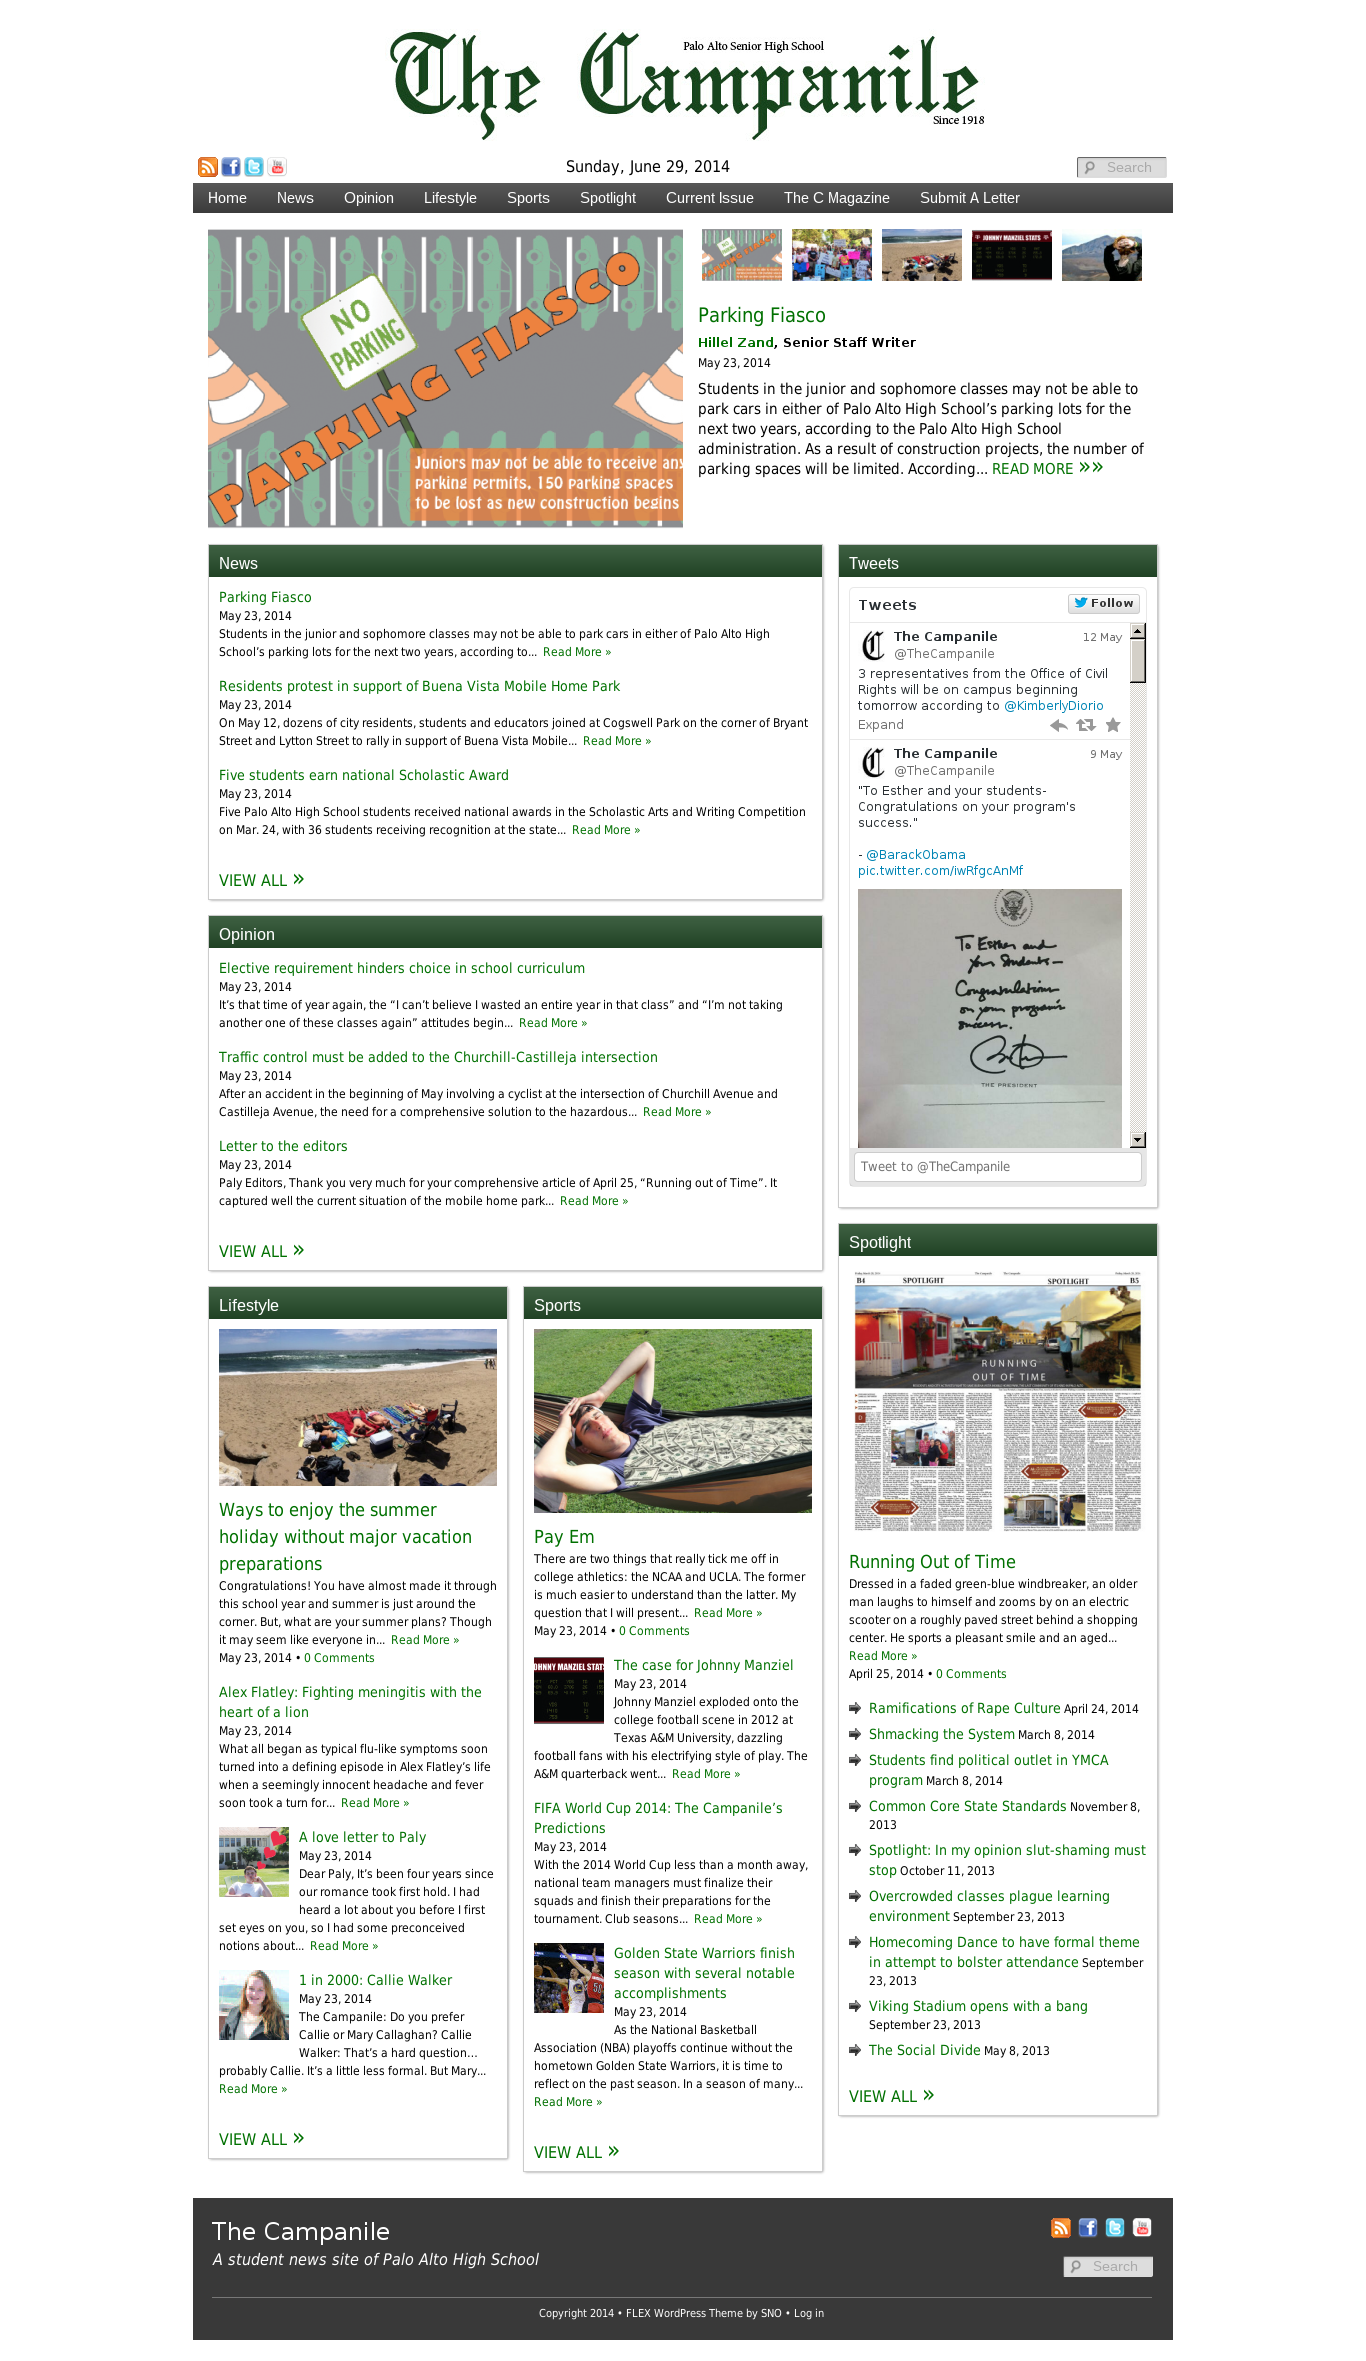 The Campanile
Palo Alto Senior High School
Since 1918
Sunday, June 29, 2014
Search
Home News Opinion Lifestyle Sports Spotlight Current Issue The C Magazine Submit A Letter
NO PARKING
PARKING FIASCO
Juniors may not be able to receive any
parking permits, 150 parking spaces
to be lost as new construction begins
JOHNNY MANZIEL STATS
Parking Fiasco
Hillel Zand, Senior Staff Writer
May 23, 2014
Students in the junior and sophomore classes may not be able to
park cars in either of Palo Alto High School’s parking lots for the
next two years, according to the Palo Alto High School
administration. As a result of construction projects, the number of
parking spaces will be limited. According... READ MORE »»
News
Parking Fiasco
May 23, 2014
Students in the junior and sophomore classes may not be able to park cars in either of Palo Alto High
School’s parking lots for the next two years, according to... Read More »
Residents protest in support of Buena Vista Mobile Home Park
May 23, 2014
On May 12, dozens of city residents, students and educators joined at Cogswell Park on the corner of Bryant
Street and Lytton Street to rally in support of Buena Vista Mobile... Read More »
Five students earn national Scholastic Award
May 23, 2014
Five Palo Alto High School students received national awards in the Scholastic Arts and Writing Competition
on Mar. 24, with 36 students receiving recognition at the state... Read More »
VIEW ALL »
Opinion
Elective requirement hinders choice in school curriculum
May 23, 2014
It’s that time of year again, the “I can’t believe I wasted an entire year in that class” and “I’m not taking
another one of these classes again” attitudes begin... Read More »
Traffic control must be added to the Churchill-Castilleja intersection
May 23, 2014
After an accident in the beginning of May involving a cyclist at the intersection of Churchill Avenue and
Castilleja Avenue, the need for a comprehensive solution to the hazardous... Read More »
Letter to the editors
May 23, 2014
Paly Editors, Thank you very much for your comprehensive article of April 25, “Running out of Time”. It
captured well the current situation of the mobile home park... Read More »
VIEW ALL »
Lifestyle
Ways to enjoy the summer
holiday without major vacation
preparations
Congratulations! You have almost made it through
this school year and summer is just around the
corner. But, what are your summer plans? Though
it may seem like everyone in... Read More »
May 23, 2014 • 0 Comments
Alex Flatley: Fighting meningitis with the
heart of a lion
May 23, 2014
What all began as typical flu-like symptoms soon
turned into a defining episode in Alex Flatley’s life
when a seemingly innocent headache and fever
soon took a turn for... Read More »
A love letter to Paly
May 23, 2014
Dear Paly, It’s been four years since
our romance took first hold. I had
heard a lot about you before I first
set eyes on you, so I had some preconceived
notions about... Read More »
1 in 2000: Callie Walker
May 23, 2014
The Campanile: Do you prefer
Callie or Mary Callaghan? Callie
Walker: That’s a hard question…
probably Callie. It’s a little less formal. But Mary...
Read More »
VIEW ALL »
Sports
Pay Em
There are two things that really tick me off in
college athletics: the NCAA and UCLA. The former
is much easier to understand than the latter. My
question that I will present... Read More »
May 23, 2014 • 0 Comments
JOHNNY MANZIEL STATS
The case for Johnny Manziel
May 23, 2014
Johnny Manziel exploded onto the
college football scene in 2012 at
Texas A&M University, dazzling
football fans with his electrifying style of play. The
A&M quarterback went... Read More »
FIFA World Cup 2014: The Campanile’s
Predictions
May 23, 2014
With the 2014 World Cup less than a month away,
national team managers must finalize their
squads and finish their preparations for the
tournament. Club seasons... Read More »
Golden State Warriors finish
season with several notable
accomplishments
May 23, 2014
As the National Basketball
Association (NBA) playoffs continue without the
hometown Golden State Warriors, it is time to
reflect on the past season. In a season of many...
Read More »
VIEW ALL »
Tweets
Tweets Follow
The Campanile 12 May
@TheCampanile
3 representatives from the Office of Civil
Rights will be on campus beginning
tomorrow according to @KimberlyDiorio
Expand
The Campanile 9 May
@TheCampanile
"To Esther and your students-
Congratulations on your program's
success."
- @BarackObama
pic.twitter.com/iwRfgcAnMf
To Esther and
Your Students—
Congratulations
on your program's
success.
THE PRESIDENT
Tweet to @TheCampanile
Spotlight
B4 SPOTLIGHT SPOTLIGHT B5
RUNNING
OUT OF TIME
Running Out of Time
Dressed in a faded green-blue windbreaker, an older
man laughs to himself and zooms by on an electric
scooter on a roughly paved street behind a shopping
center. He sports a pleasant smile and an aged...
Read More »
April 25, 2014 • 0 Comments
Ramifications of Rape Culture April 24, 2014
Shmacking the System March 8, 2014
Students find political outlet in YMCA
program March 8, 2014
Common Core State Standards November 8,
2013
Spotlight: In my opinion slut-shaming must
stop October 11, 2013
Overcrowded classes plague learning
environment September 23, 2013
Homecoming Dance to have formal theme
in attempt to bolster attendance September
23, 2013
Viking Stadium opens with a bang
September 23, 2013
The Social Divide May 8, 2013
VIEW ALL »
The Campanile
A student news site of Palo Alto High School
Search
Copyright 2014 • FLEX WordPress Theme by SNO • Log in